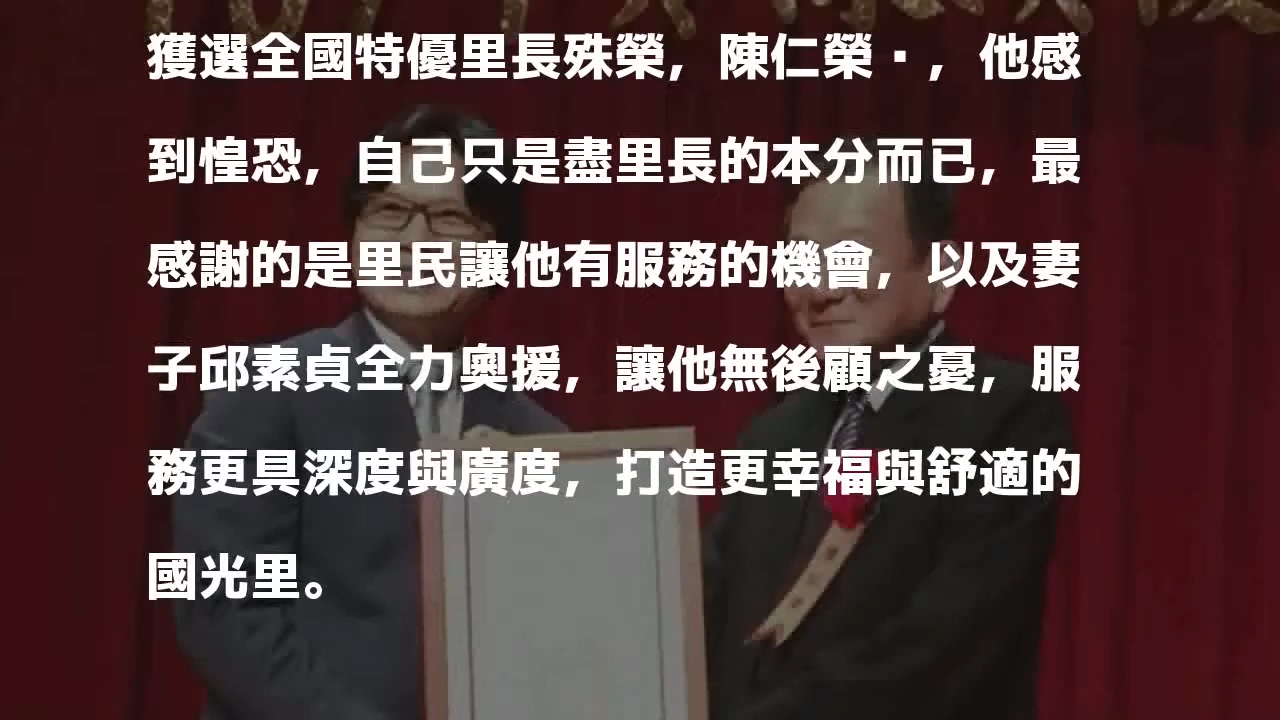 獲選全國特優里長殊榮，陳仁榮▪，他感
到惶恐，自己只是盡里長的本分而已，最
感謝的是里民讓他有服務的機會，以及妻
子邱素貞全力奧援，讓他無後顧之憂，服
務更具深度與廣度，打造更幸福與舒適的
國光里。